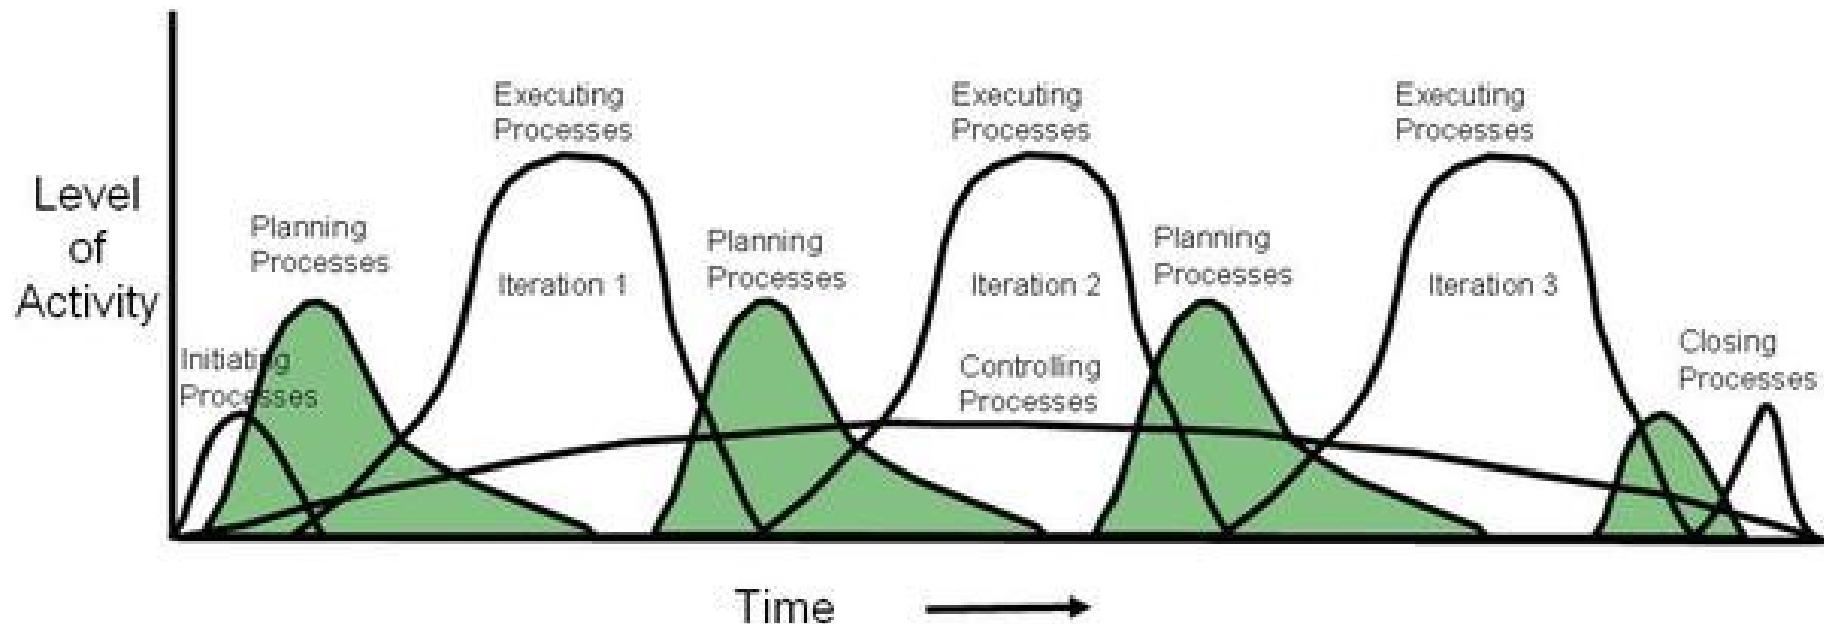 Level
of
Activity
Initiating
Processes
Planning
Processes
Executing
Processes
Iteration 1
Planning
Processes
Executing
Processes
Iteration 2
Controlling
Processes
Planning
Processes
Executing
Processes
Iteration 3
Closing
Processes
Time